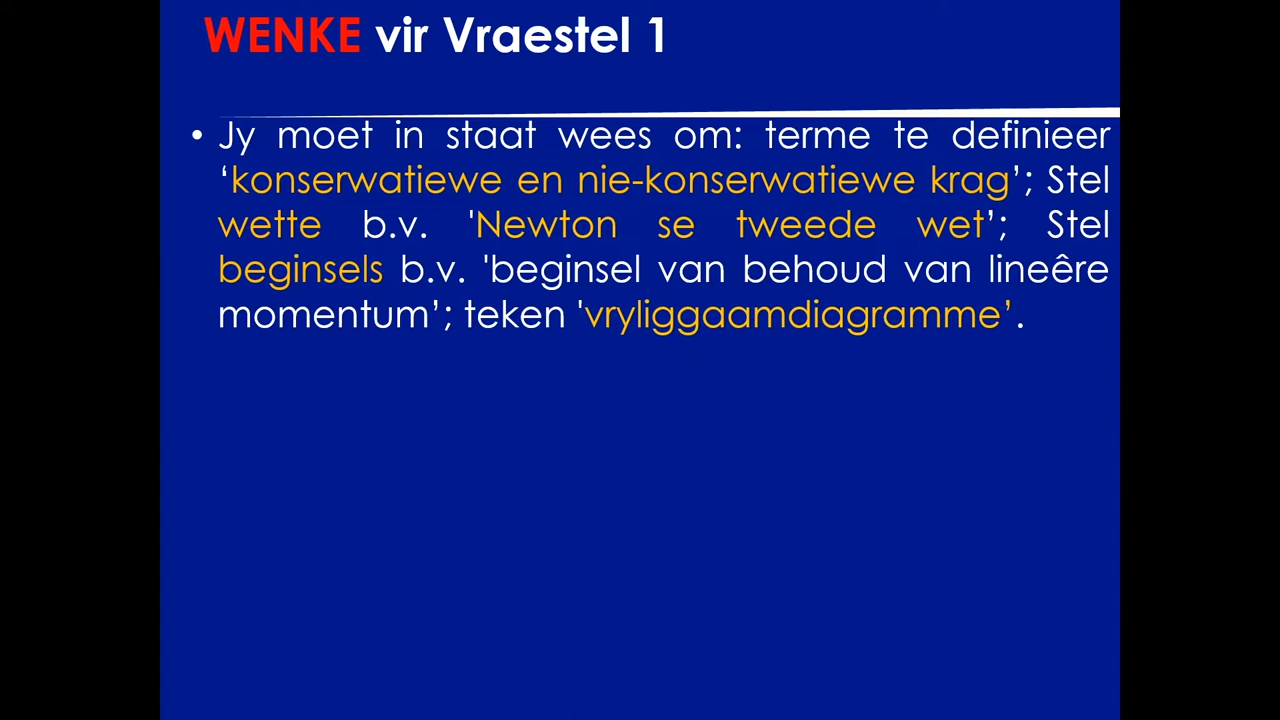 WENKE vir Vraestel 1
• Jy moet in staat wees om: terme te definieer
‘konserwatiewe en nie-konserwatiewe krag’; Stel
wette b.v. 'Newton se tweede wet’; Stel
beginsels b.v. 'beginsel van behoud van lineêre
momentum’; teken 'vryliggaamdiagramme’.